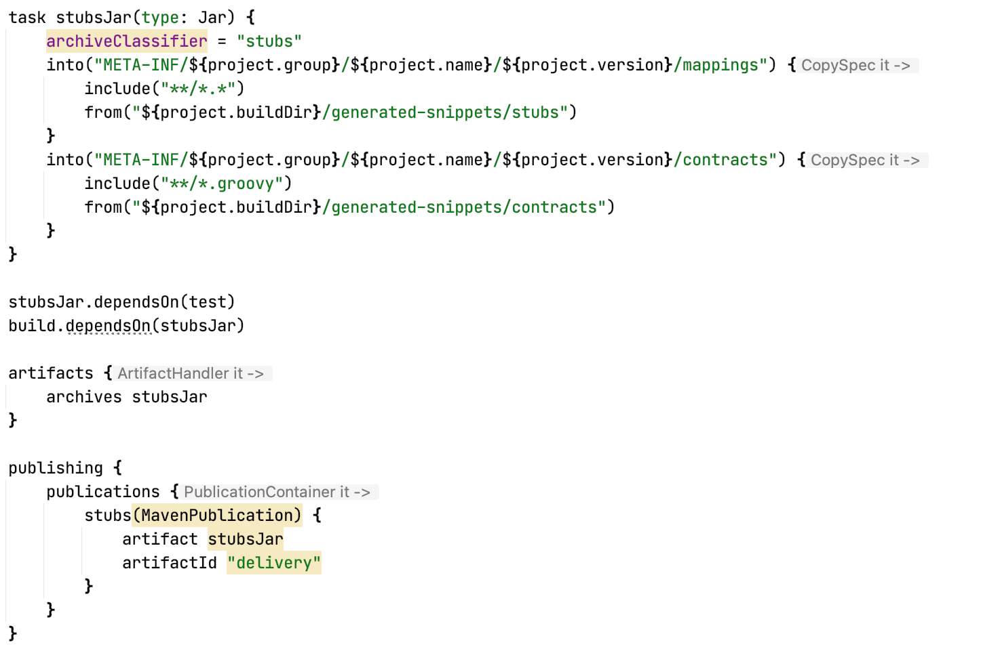 task stubsJar(type: Jar) {
    archiveClassifier = "stubs"
    into("META-INF/${project.group}/${project.name}/${project.version}/mappings") { CopySpec it ->
        include("**/*.*")
        from("${project.buildDir}/generated-snippets/stubs")
    }
    into("META-INF/${project.group}/${project.name}/${project.version}/contracts") { CopySpec it ->
        include("**/*.groovy")
        from("${project.buildDir}/generated-snippets/contracts")
    }
}

stubsJar.dependsOn(test)
build.dependsOn(stubsJar)

artifacts { ArtifactHandler it ->
    archives stubsJar
}

publishing {
    publications { PublicationContainer it ->
        stubs(MavenPublication) {
            artifact stubsJar
            artifactId "delivery"
        }
    }
}